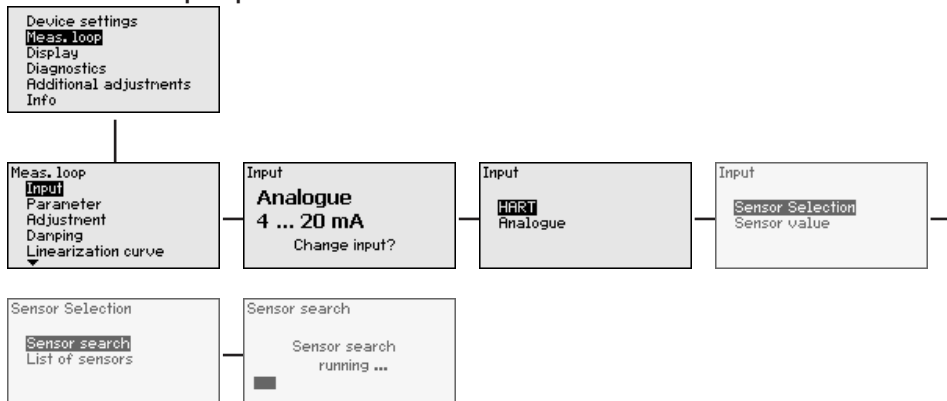 Device settings
Meas. loop
Display
Diagnostics
Additional adjustments
Info
Meas. loop
Input
Parameter
Adjustment
Damping
Linearization curve
Input
Analogue
4 ... 20 mA
Change input?
Input
HART
Analogue
Input
Sensor Selection
Sensor value
Sensor Selection
Sensor search
List of sensors
Sensor search
Sensor search
running ...